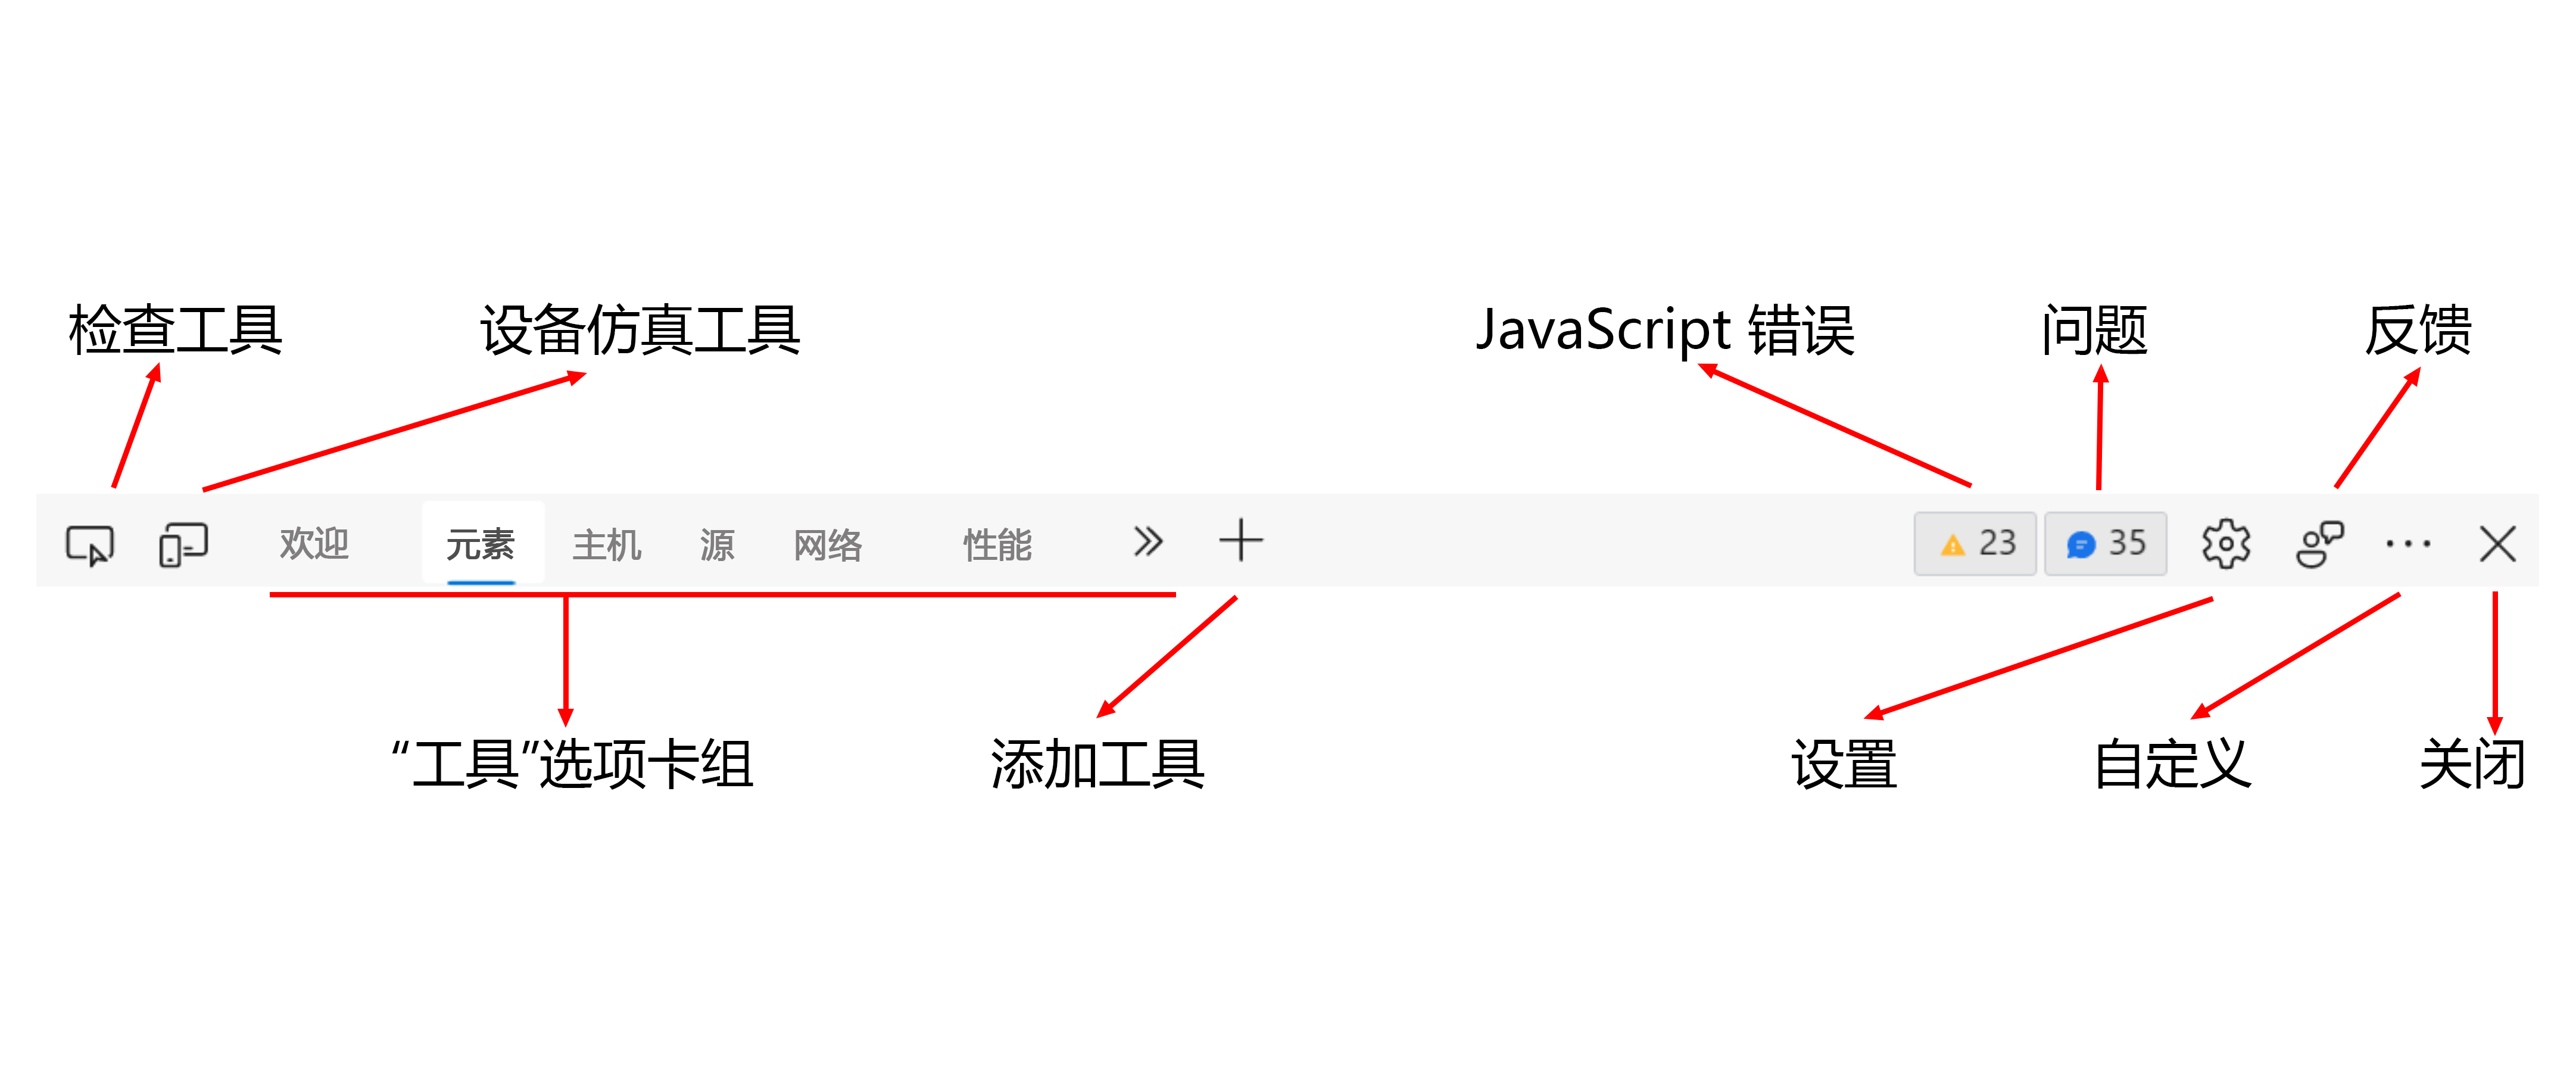 检查工具 设备仿真工具 JavaScript 错误 问题 反馈
欢迎 元素 主机 源 网络 性能 23 35
“工具”选项卡组 添加工具 设置 自定义 关闭